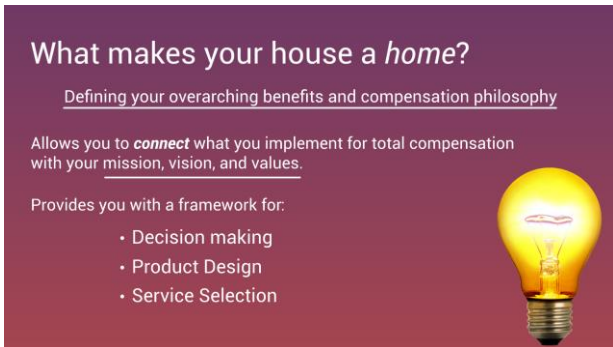 What makes your house a home?
Defining your overarching benefits and compensation philosophy
Allows you to connect what you implement for total compensation
with your mission, vision, and values.
Provides you with a framework for:
• Decision making
• Product Design
• Service Selection